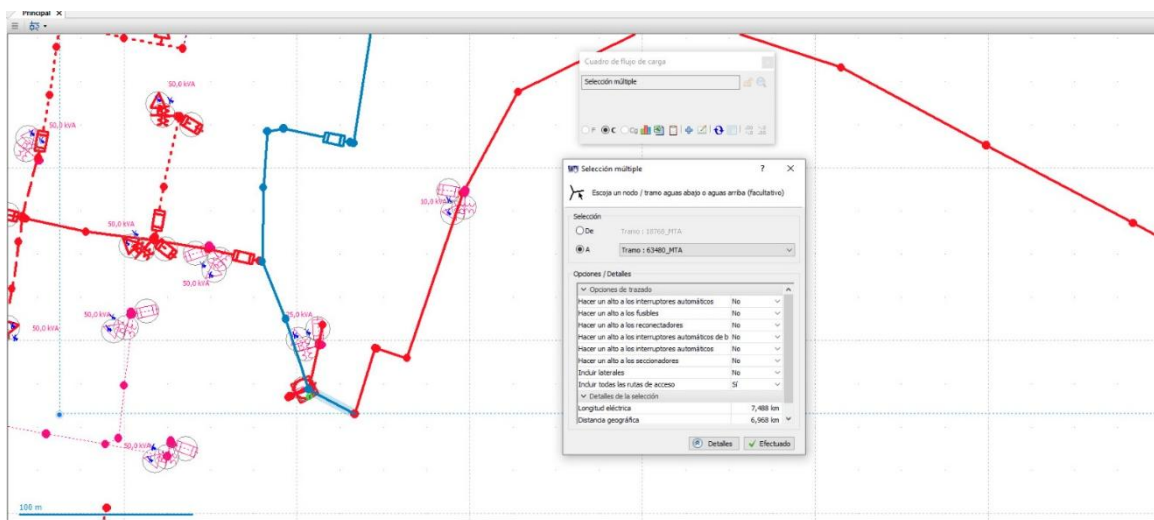 Principal X
Cuadro de flujo de carga
Selección múltiple
F C Cg
50,0 kVA
50,0 kVA
50,0 kVA
50,0 kVA
50,0 kVA
10,0 kVA
50,0 kVA
50,0 kVA
50,0 kVA
100 m
Selección múltiple ? X
Escoja un nodo / tramo aguas abajo o aguas arriba (facultativo)
Selección
De Tramo : 18768_MTA
A Tramo : 63480_MTA
Opciones / Detalles
Opciones de trazado
Hacer un alto a los interruptores automáticos No
Hacer un alto a los fusibles No
Hacer un alto a los reconectadores No
Hacer un alto a los interruptores automáticos de b No
Hacer un alto a los interruptores automáticos No
Hacer un alto a los seccionadores No
Incluir laterales No
Incluir todas las rutas de acceso Sí
Detalles de la selección
Longitud eléctrica 7,488 km
Distancia geográfica 6,968 km
Detalles Efectuado